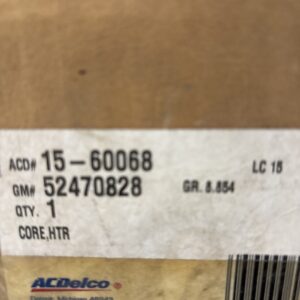 ACD# 15-60068 LC 15
GM# 52470828 GR. 8.854
QTY. 1
CORE,HTR
ACDelco